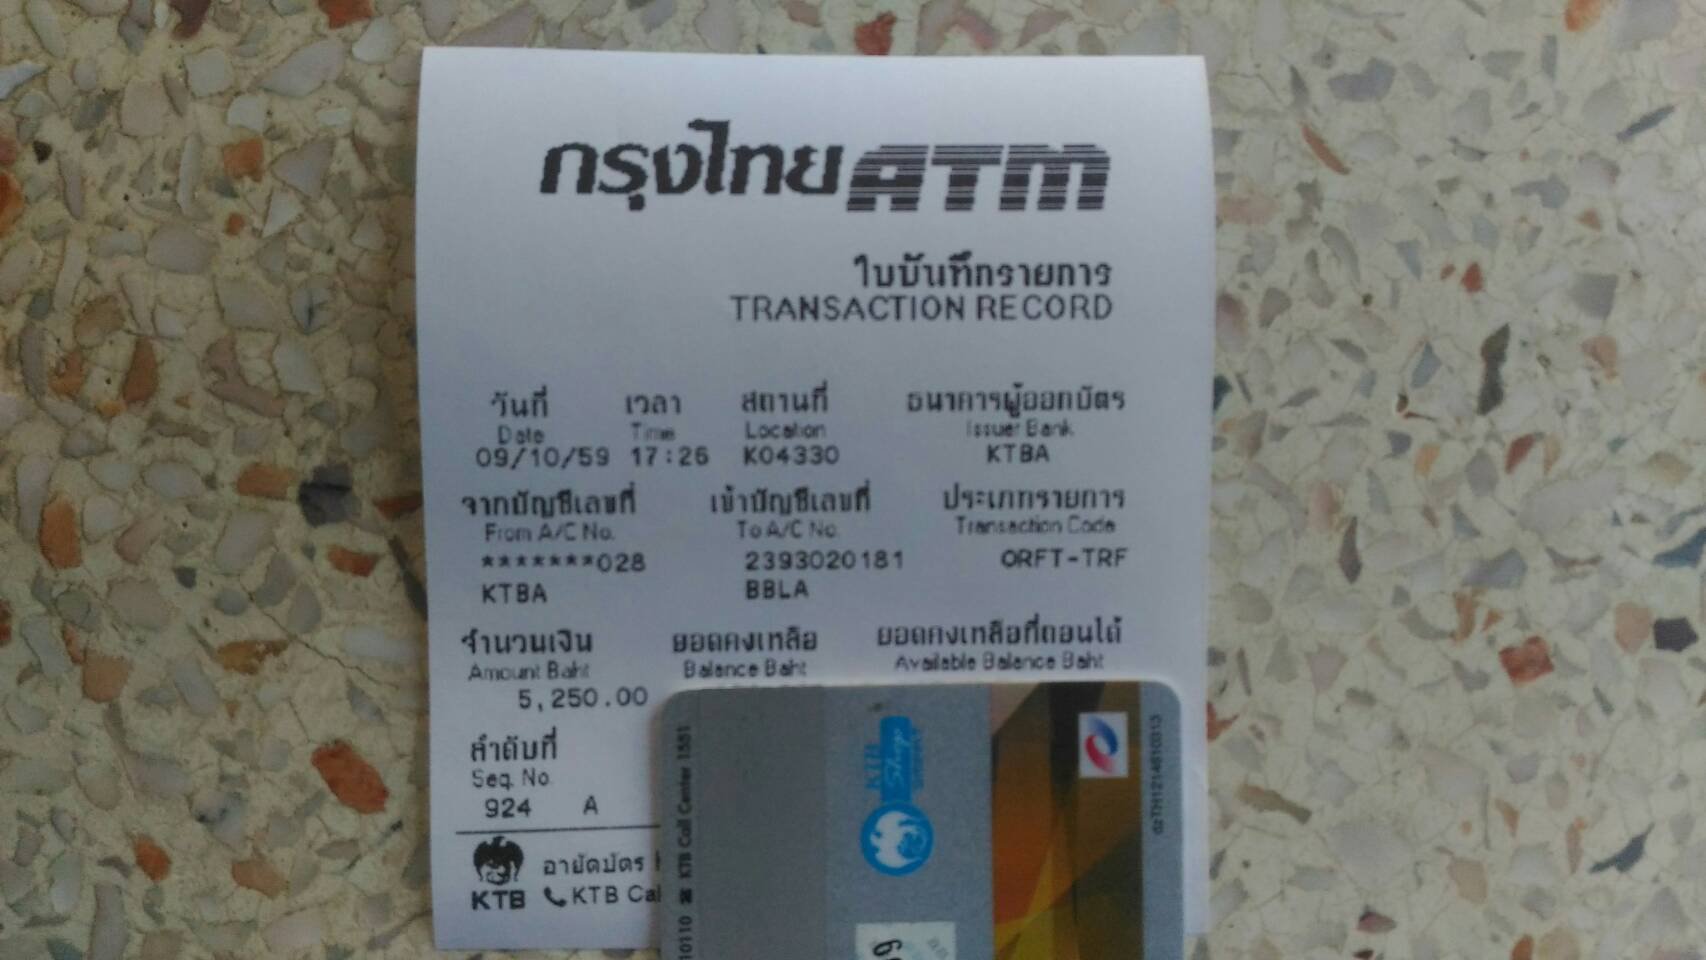 กรุงไทย ATM
ใบบันทึกรายการ
TRANSACTION RECORD
วันที่ เวลา สถานที่ ธนาคารผู้ออกบัตร
Date Time Location Issuer Bank
09/10/59 17:26 K04330 KTBA
จากบัญชีเลขที่ เข้าบัญชีเลขที่ ประเภทรายการ
From A/C No. To A/C No. Transaction Code
*******028 2393020181 ORFT-TRF
KTBA BBLA
จำนวนเงิน ยอดคงเหลือ ยอดคงเหลือที่ถอนได้
Amount Baht Balance Baht Available Balance Baht
5,250.00
ลำดับที่
Seq. No.
924 A
อายัดบัตร
KTB KTB Cal
10110 KTB Call Center 1551
KTB Shop Smart
dzTH1214610313